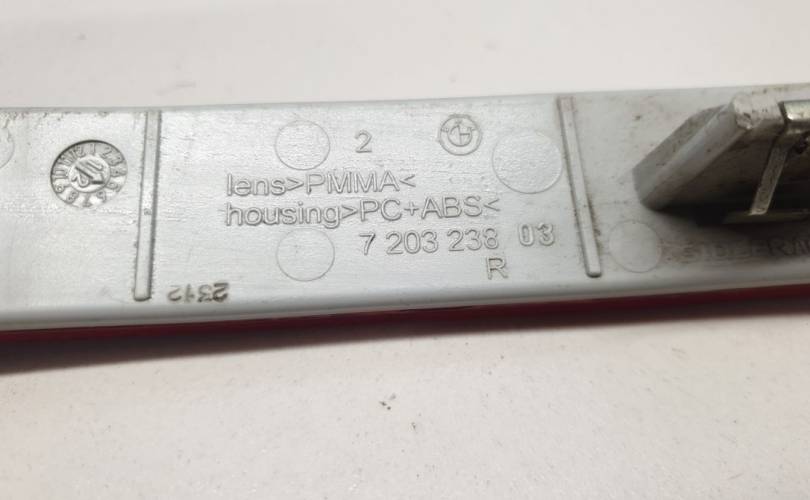 2
lens>PMMA<
housing>PC+ABS<
7 203 238 03
R
2312